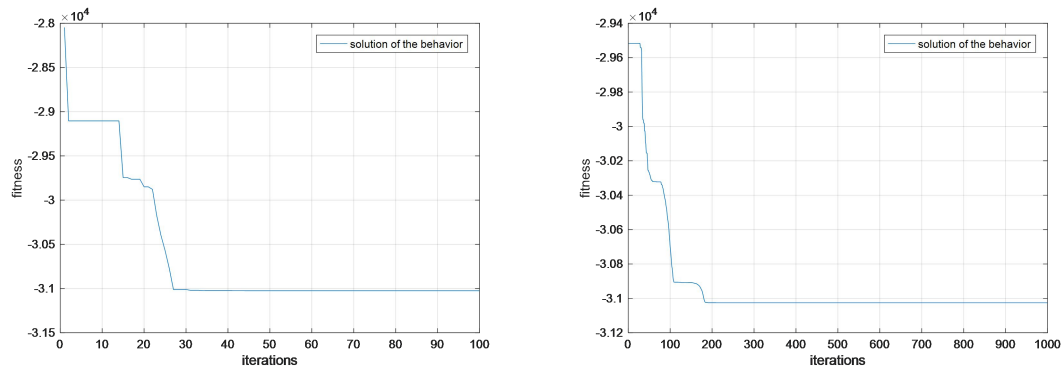 ×10⁴
-2.8
-2.85
-2.9
-2.95
-3
-3.05
-3.1
-3.15
fitness
solution of the behavior
0 10 20 30 40 50 60 70 80 90 100
iterations
×10⁴
-2.94
-2.96
-2.98
-3
-3.02
-3.04
-3.06
-3.08
-3.1
-3.12
fitness
solution of the behavior
0 100 200 300 400 500 600 700 800 900 1000
iterations